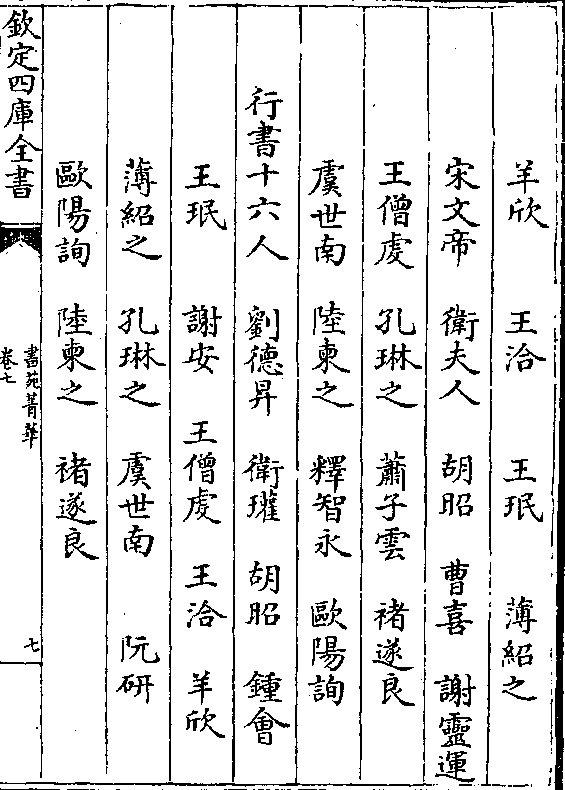 羊欣 王洽 王珉 薄紹之
宋文帝 衛夫人 胡昭 曹喜 謝靈運
王僧虔 孔琳之 蕭子雲 褚遂良
虞世南 陸柬之 釋智永 歐陽詢
行書十六人 劉德昇 衛瓘 胡昭 鍾會
王珉 謝安 王僧虔 王洽 羊欣
薄紹之 孔琳之 虞世南 阮研
歐陽詢 陸柬之 褚遂良
欽定四庫全書
書苑菁華
卷七
七